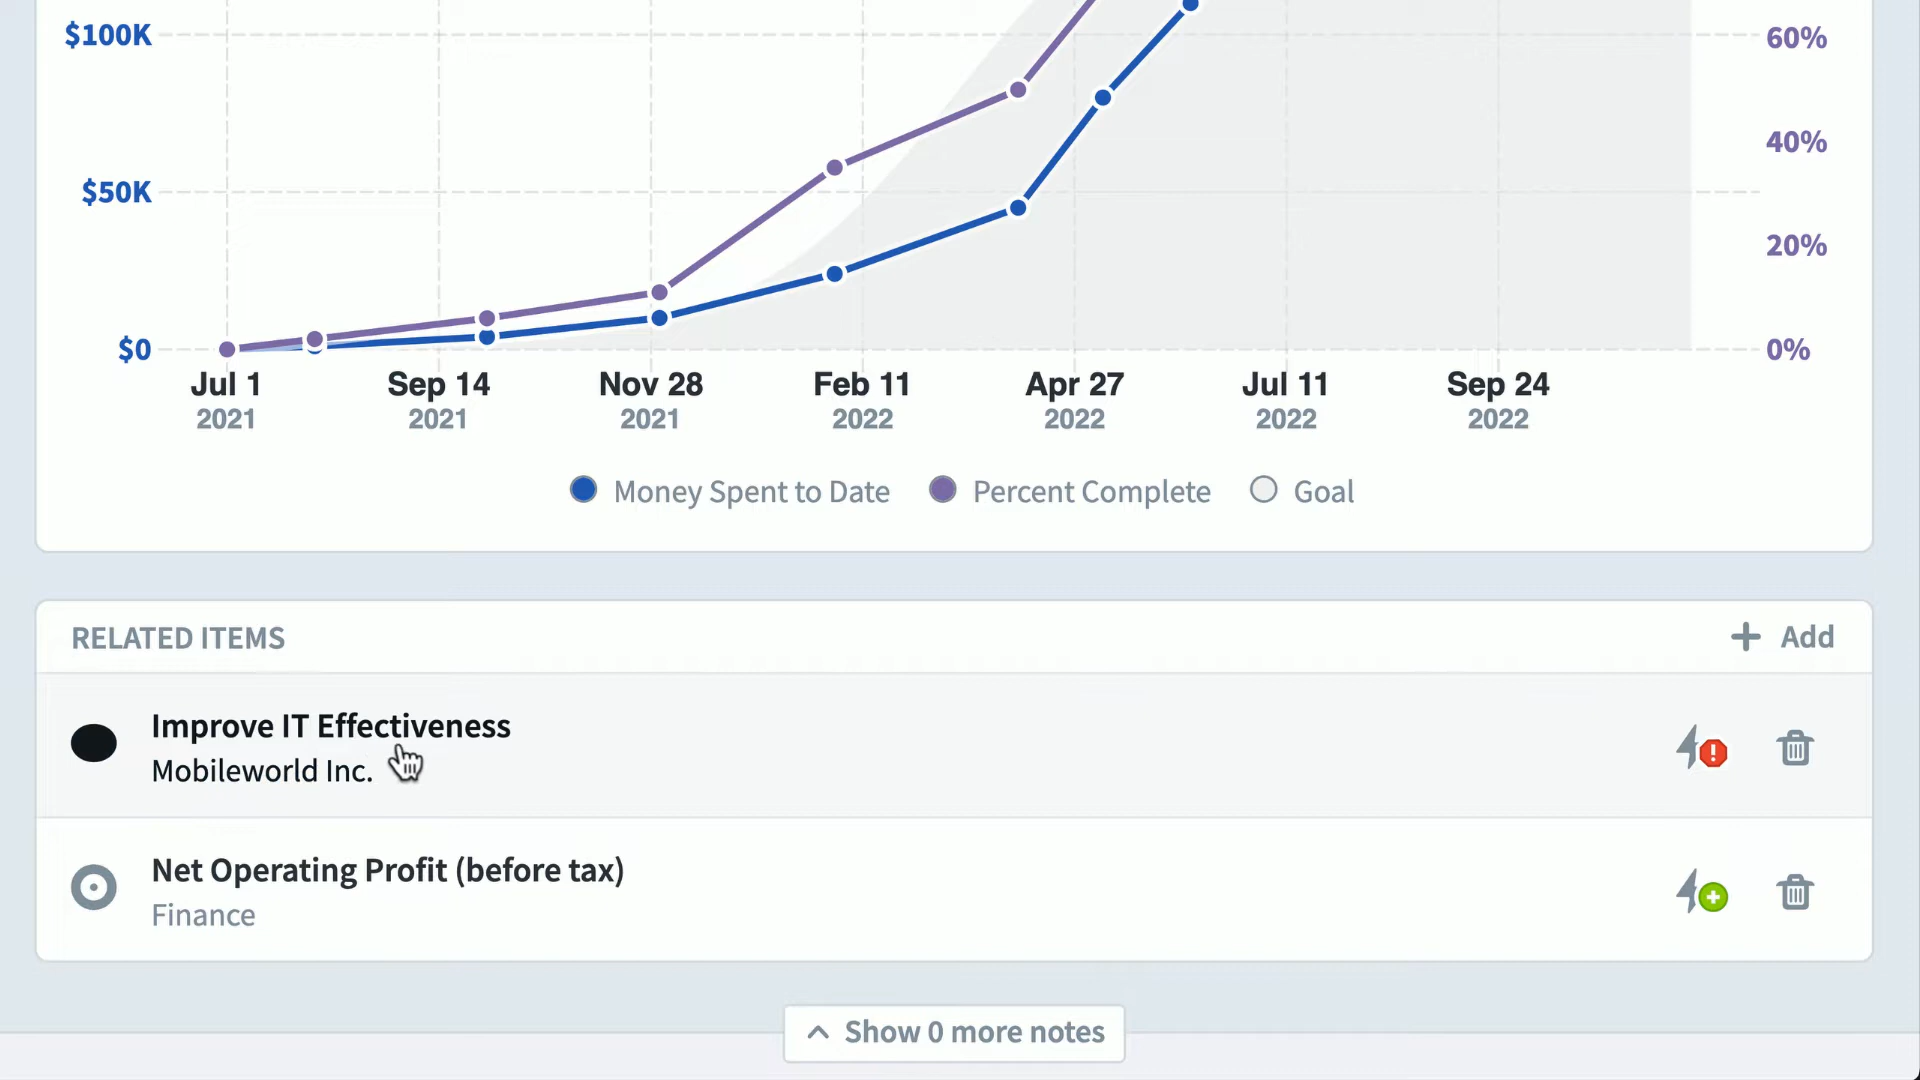 $100K
60%
40%
$50K
20%
$0
0%
Jul 1 Sep 14 Nov 28 Feb 11 Apr 27 Jul 11 Sep 24
2021 2021 2021 2022 2022 2022 2022
Money Spent to Date Percent Complete Goal
RELATED ITEMS
Add
Improve IT Effectiveness
Mobileworld Inc.
Net Operating Profit (before tax)
Finance
Show 0 more notes